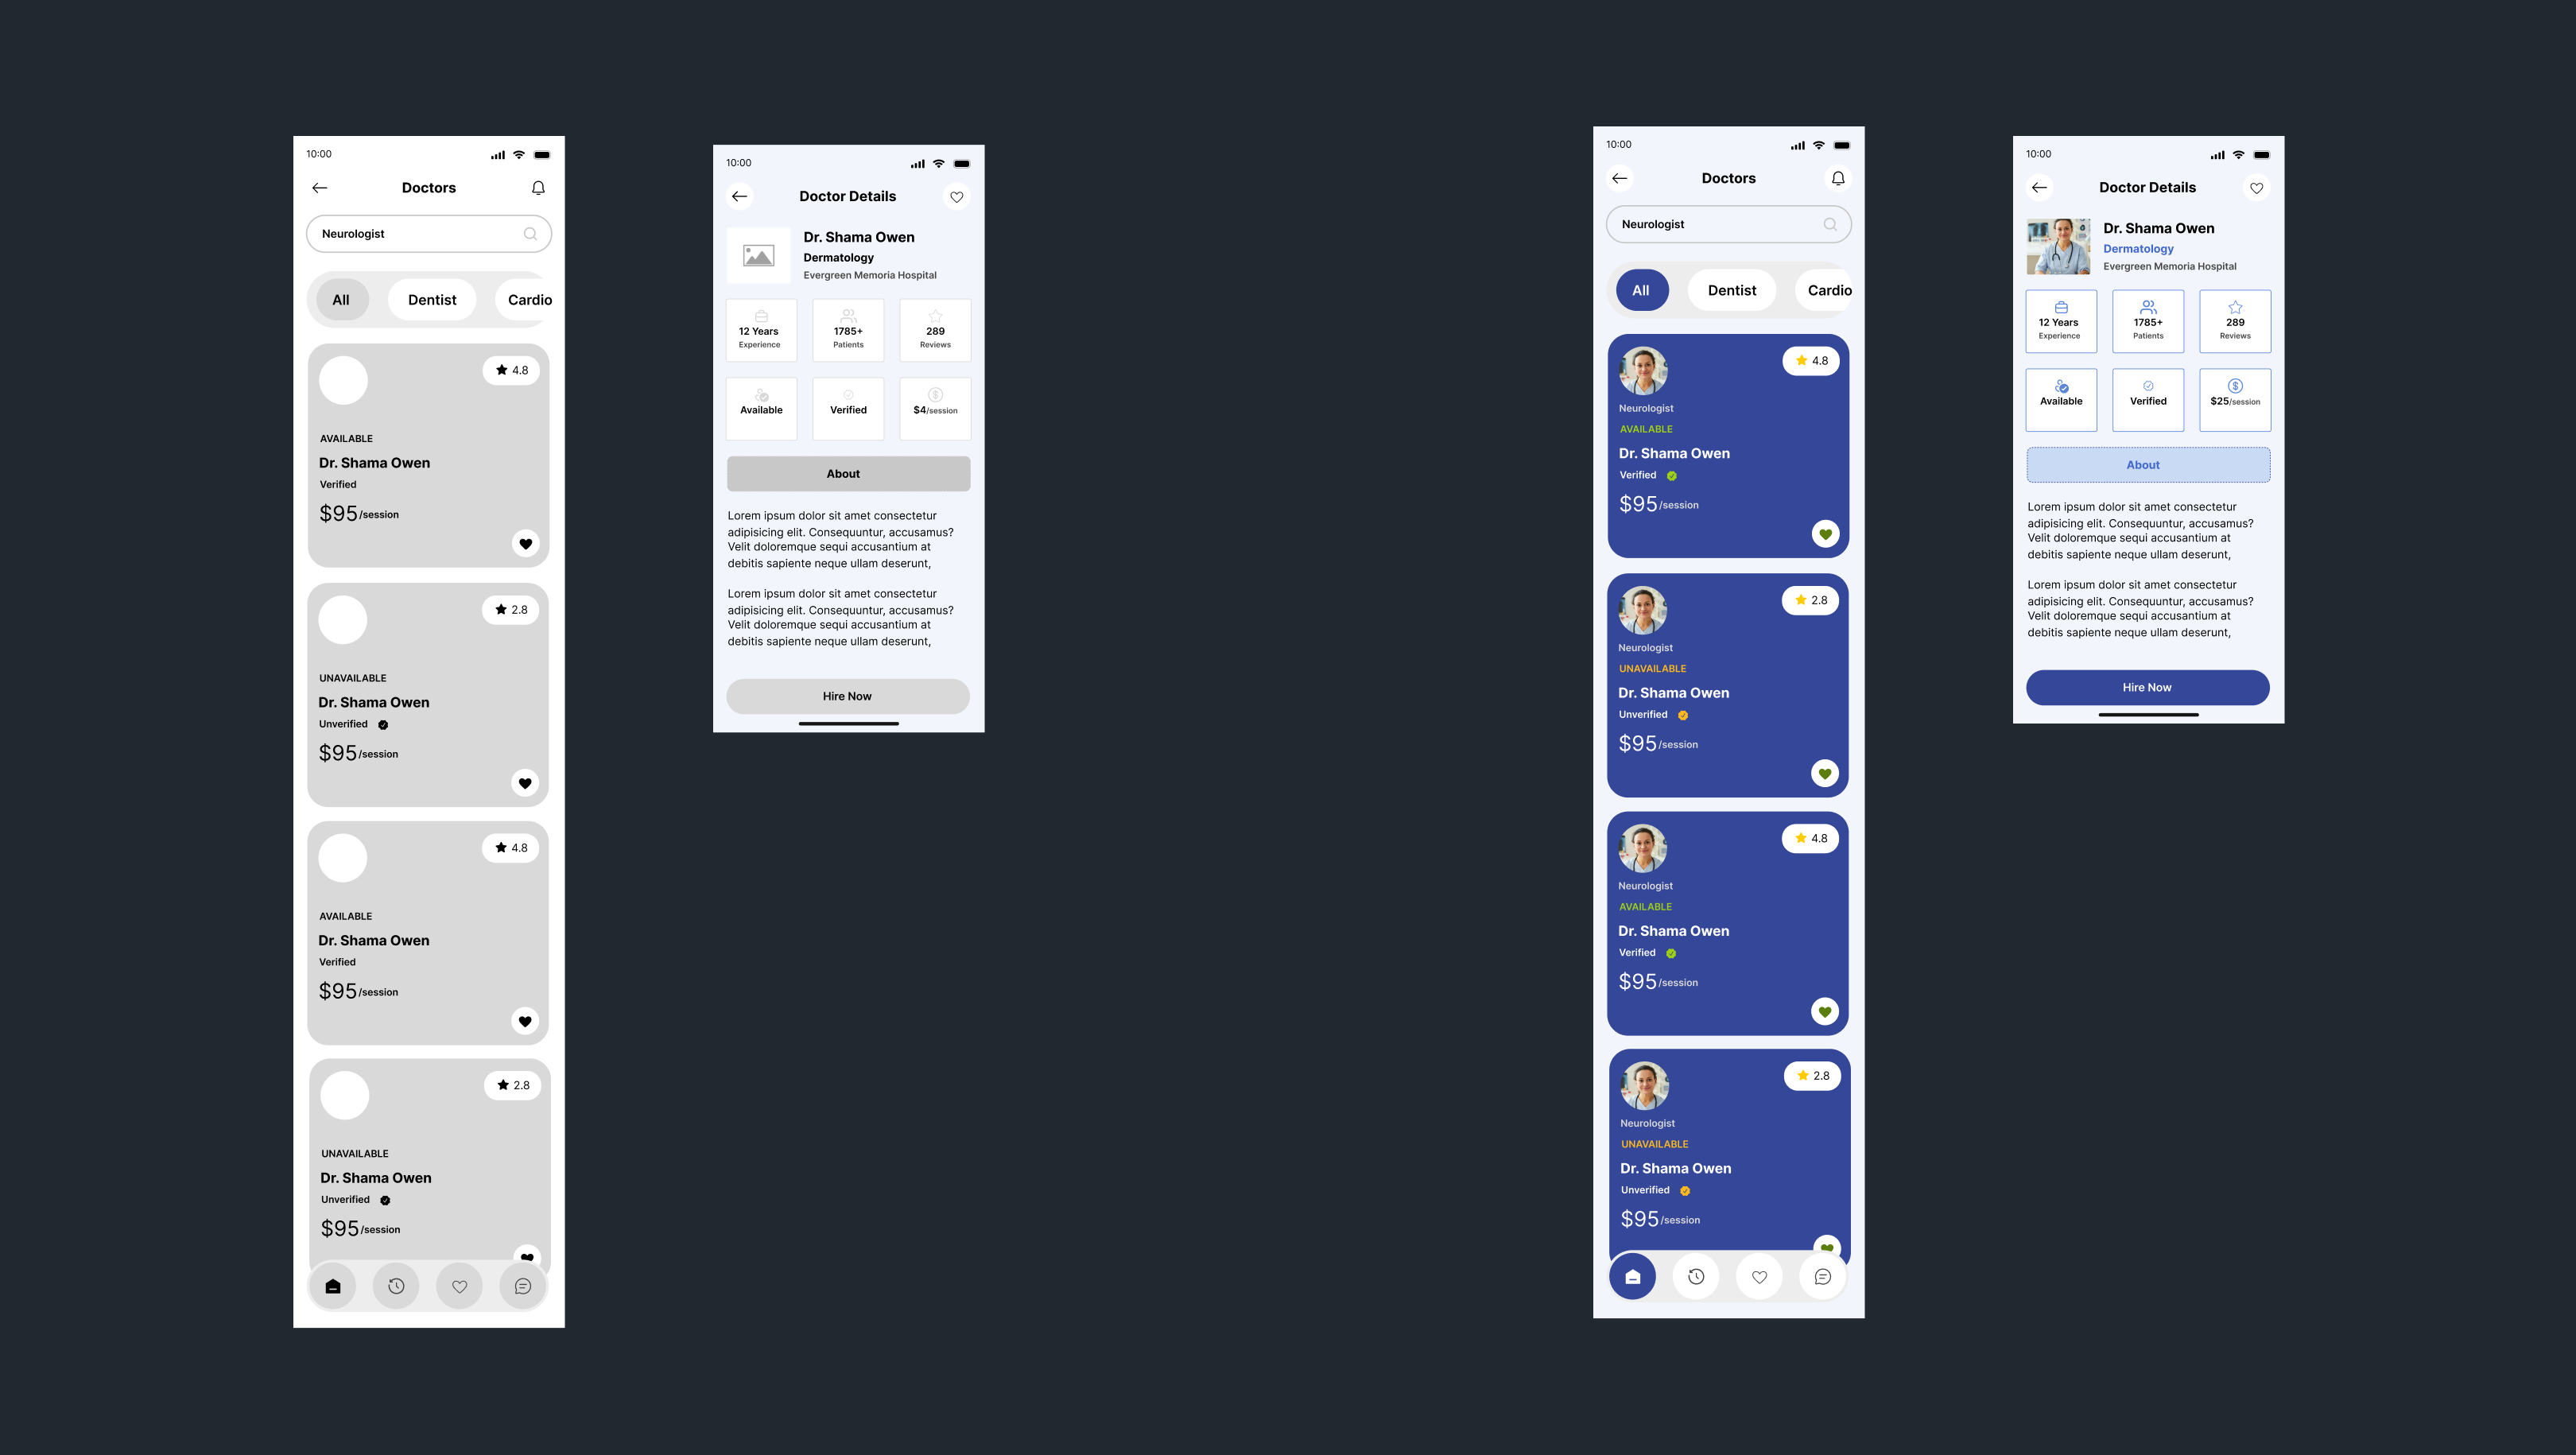 10:00
Doctors
Neurologist
All
Dentist
Cardio
4.8
AVAILABLE
Dr. Shama Owen
Verified
$95/session
2.8
UNAVAILABLE
Dr. Shama Owen
Unverified
$95/session
4.8
AVAILABLE
Dr. Shama Owen
Verified
$95/session
2.8
UNAVAILABLE
Dr. Shama Owen
Unverified
$95/session
10:00
Doctor Details
Dr. Shama Owen
Dermatology
Evergreen Memoria Hospital
12 Years
Experience
1785+
Patients
289
Reviews
Available
Verified
$4/session
About
Lorem ipsum dolor sit amet consectetur
adipisicing elit. Consequuntur, accusamus?
Velit doloremque sequi accusantium at
debitis sapiente neque ullam deserunt,
Lorem ipsum dolor sit amet consectetur
adipisicing elit. Consequuntur, accusamus?
Velit doloremque sequi accusantium at
debitis sapiente neque ullam deserunt,
Hire Now
10:00
Doctors
Neurologist
All
Dentist
Cardio
4.8
Neurologist
AVAILABLE
Dr. Shama Owen
Verified
$95/session
2.8
Neurologist
UNAVAILABLE
Dr. Shama Owen
Unverified
$95/session
4.8
Neurologist
AVAILABLE
Dr. Shama Owen
Verified
$95/session
2.8
Neurologist
UNAVAILABLE
Dr. Shama Owen
Unverified
$95/session
10:00
Doctor Details
Dr. Shama Owen
Dermatology
Evergreen Memoria Hospital
12 Years
Experience
1785+
Patients
289
Reviews
Available
Verified
$25/session
About
Lorem ipsum dolor sit amet consectetur
adipisicing elit. Consequuntur, accusamus?
Velit doloremque sequi accusantium at
debitis sapiente neque ullam deserunt,
Lorem ipsum dolor sit amet consectetur
adipisicing elit. Consequuntur, accusamus?
Velit doloremque sequi accusantium at
debitis sapiente neque ullam deserunt,
Hire Now